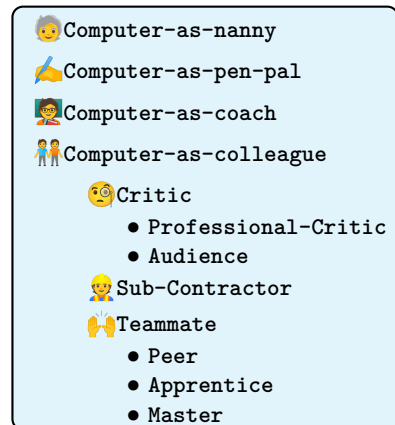 🧓Computer-as-nanny
✍️Computer-as-pen-pal
🧑‍🏫Computer-as-coach
🧑‍🤝‍🧑Computer-as-colleague
🧐Critic
• Professional-Critic
• Audience
👷Sub-Contractor
🙌Teammate
• Peer
• Apprentice
• Master